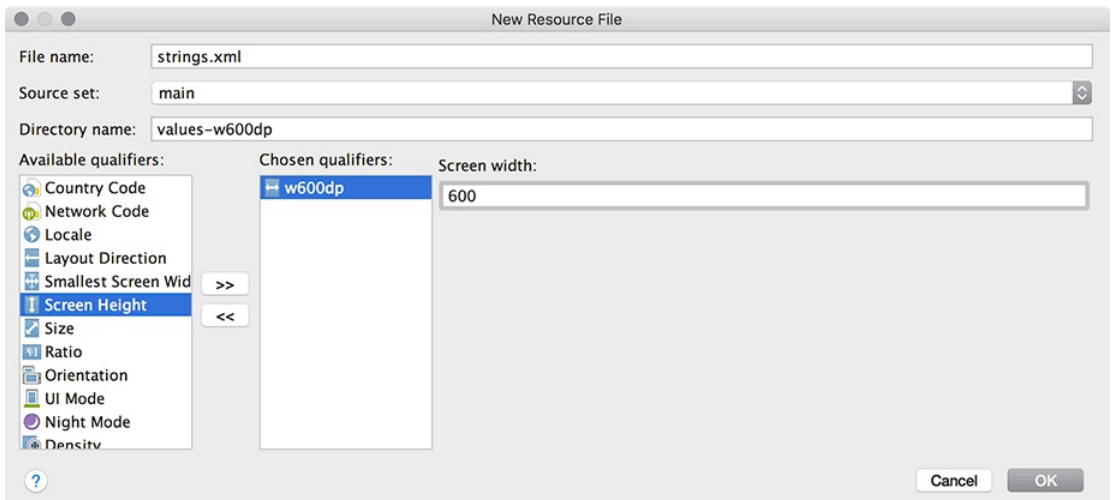 New Resource File
File name: strings.xml
Source set: main
Directory name: values-w600dp
Available qualifiers:
Chosen qualifiers:
Screen width:
Country Code
Network Code
Locale
Layout Direction
Smallest Screen Wid
Screen Height
Size
Ratio
Orientation
UI Mode
Night Mode
Density
>>
<<
w600dp
600
?
Cancel
OK